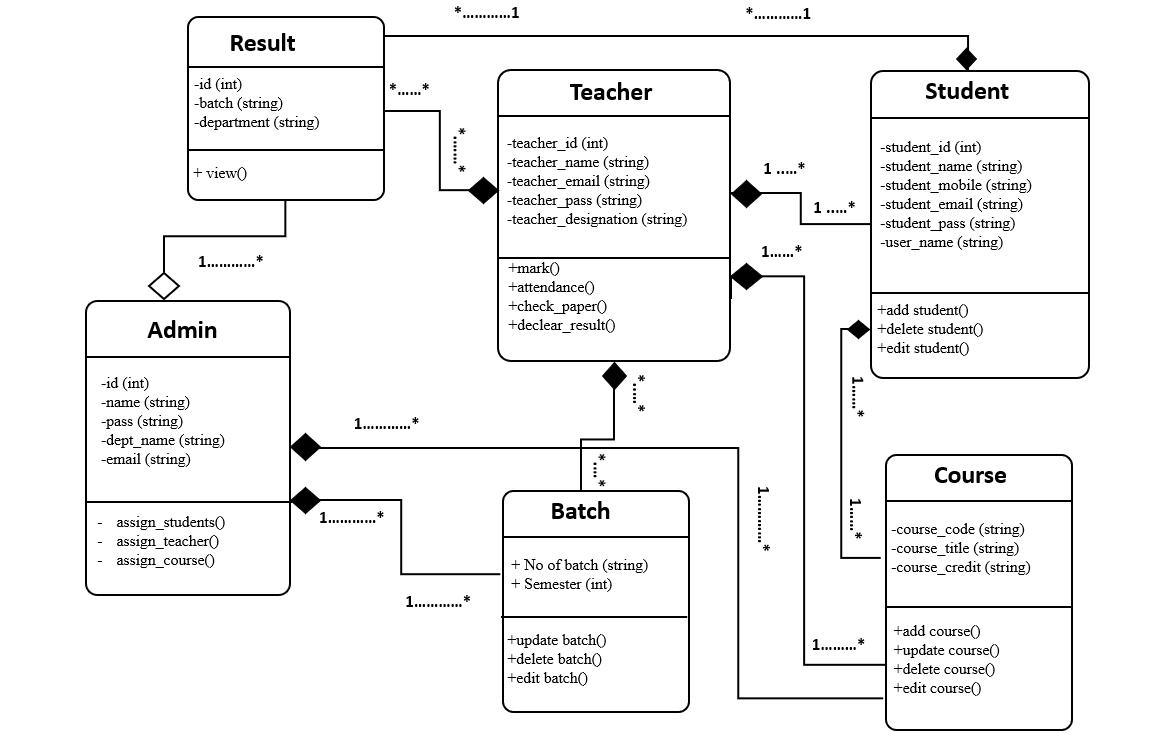 *............1
*............1
Result
-id (int)
-batch (string)
-department (string)
+ view()
*......*
*.......*
Teacher
-teacher_id (int)
-teacher_name (string)
-teacher_email (string)
-teacher_pass (string)
-teacher_designation (string)
+mark()
+attendance()
+check_paper()
+declear_result()
1 .....*
1 .....*
1......*
Student
-student_id (int)
-student_name (string)
-student_mobile (string)
-student_email (string)
-student_pass (string)
-user_name (string)
+add student()
+delete student()
+edit student()
1............*
Admin
-id (int)
-name (string)
-pass (string)
-dept_name (string)
-email (string)
- assign_students()
- assign_teacher()
- assign_course()
1............*
1............*
1............*
*.....*
*.....*
Batch
+ No of batch (string)
+ Semester (int)
+update batch()
+delete batch()
+edit batch()
1............*
1......*
1......*
1.........*
Course
-course_code (string)
-course_title (string)
-course_credit (string)
+add course()
+update course()
+delete course()
+edit course()